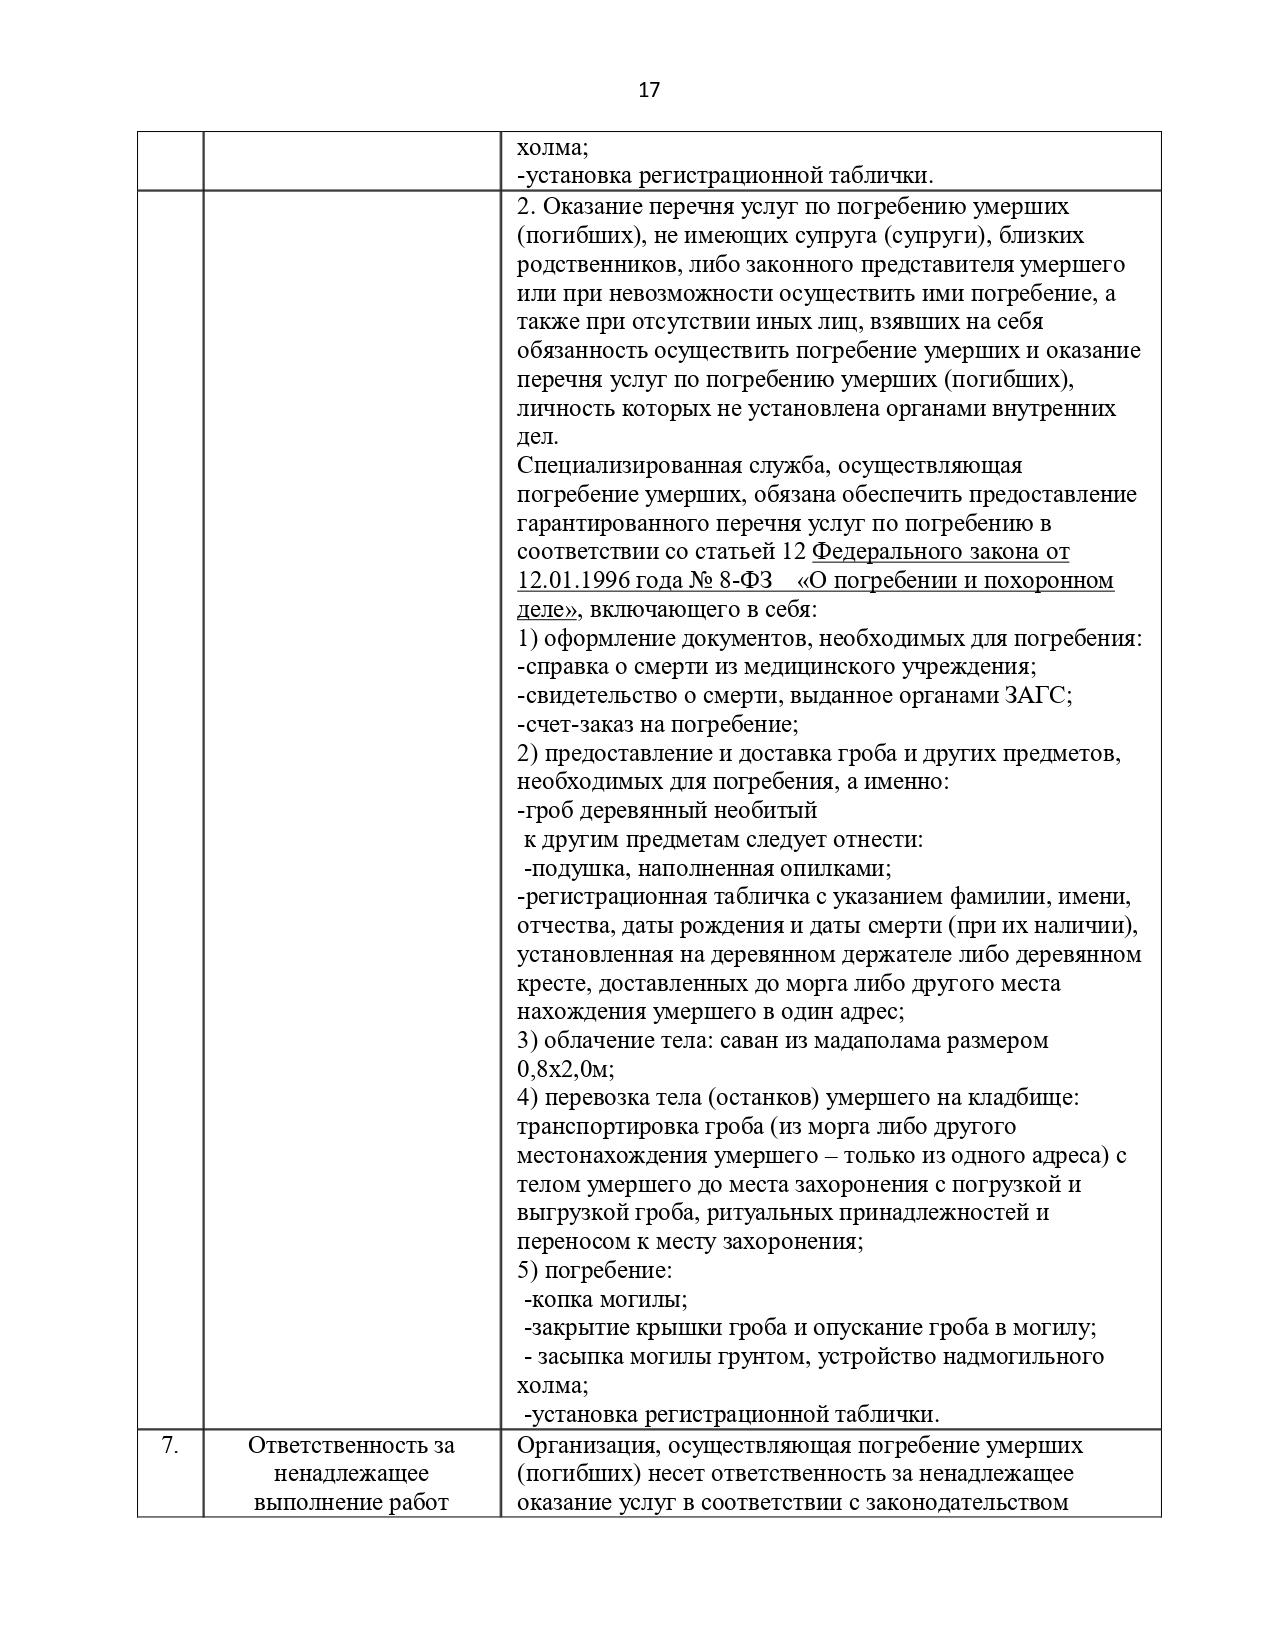 17
холма;
-установка регистрационной таблички.
2. Оказание перечня услуг по погребению умерших
(погибших), не имеющих супруга (супруги), близких
родственников, либо законного представителя умершего
или при невозможности осуществить ими погребение, а
также при отсутствии иных лиц, взявших на себя
обязанность осуществить погребение умерших и оказание
перечня услуг по погребению умерших (погибших),
личность которых не установлена органами внутренних
дел.
Специализированная служба, осуществляющая
погребение умерших, обязана обеспечить предоставление
гарантированного перечня услуг по погребению в
соответствии со статьей 12 Федерального закона от
12.01.1996 года № 8-ФЗ    «О погребении и похоронном
деле», включающего в себя:
1) оформление документов, необходимых для погребения:
-справка о смерти из медицинского учреждения;
-свидетельство о смерти, выданное органами ЗАГС;
-счет-заказ на погребение;
2) предоставление и доставка гроба и других предметов,
необходимых для погребения, а именно:
-гроб деревянный необитый
к другим предметам следует отнести:
-подушка, наполненная опилками;
-регистрационная табличка с указанием фамилии, имени,
отчества, даты рождения и даты смерти (при их наличии),
установленная на деревянном держателе либо деревянном
кресте, доставленных до морга либо другого места
нахождения умершего в один адрес;
3) облачение тела: саван из мадаполама размером
0,8х2,0м;
4) перевозка тела (останков) умершего на кладбище:
транспортировка гроба (из морга либо другого
местонахождения умершего – только из одного адреса) с
телом умершего до места захоронения с погрузкой и
выгрузкой гроба, ритуальных принадлежностей и
переносом к месту захоронения;
5) погребение:
-копка могилы;
-закрытие крышки гроба и опускание гроба в могилу;
- засыпка могилы грунтом, устройство надмогильного
холма;
-установка регистрационной таблички.
7.
Ответственность за
ненадлежащее
выполнение работ
Организация, осуществляющая погребение умерших
(погибших) несет ответственность за ненадлежащее
оказание услуг в соответствии с законодательством